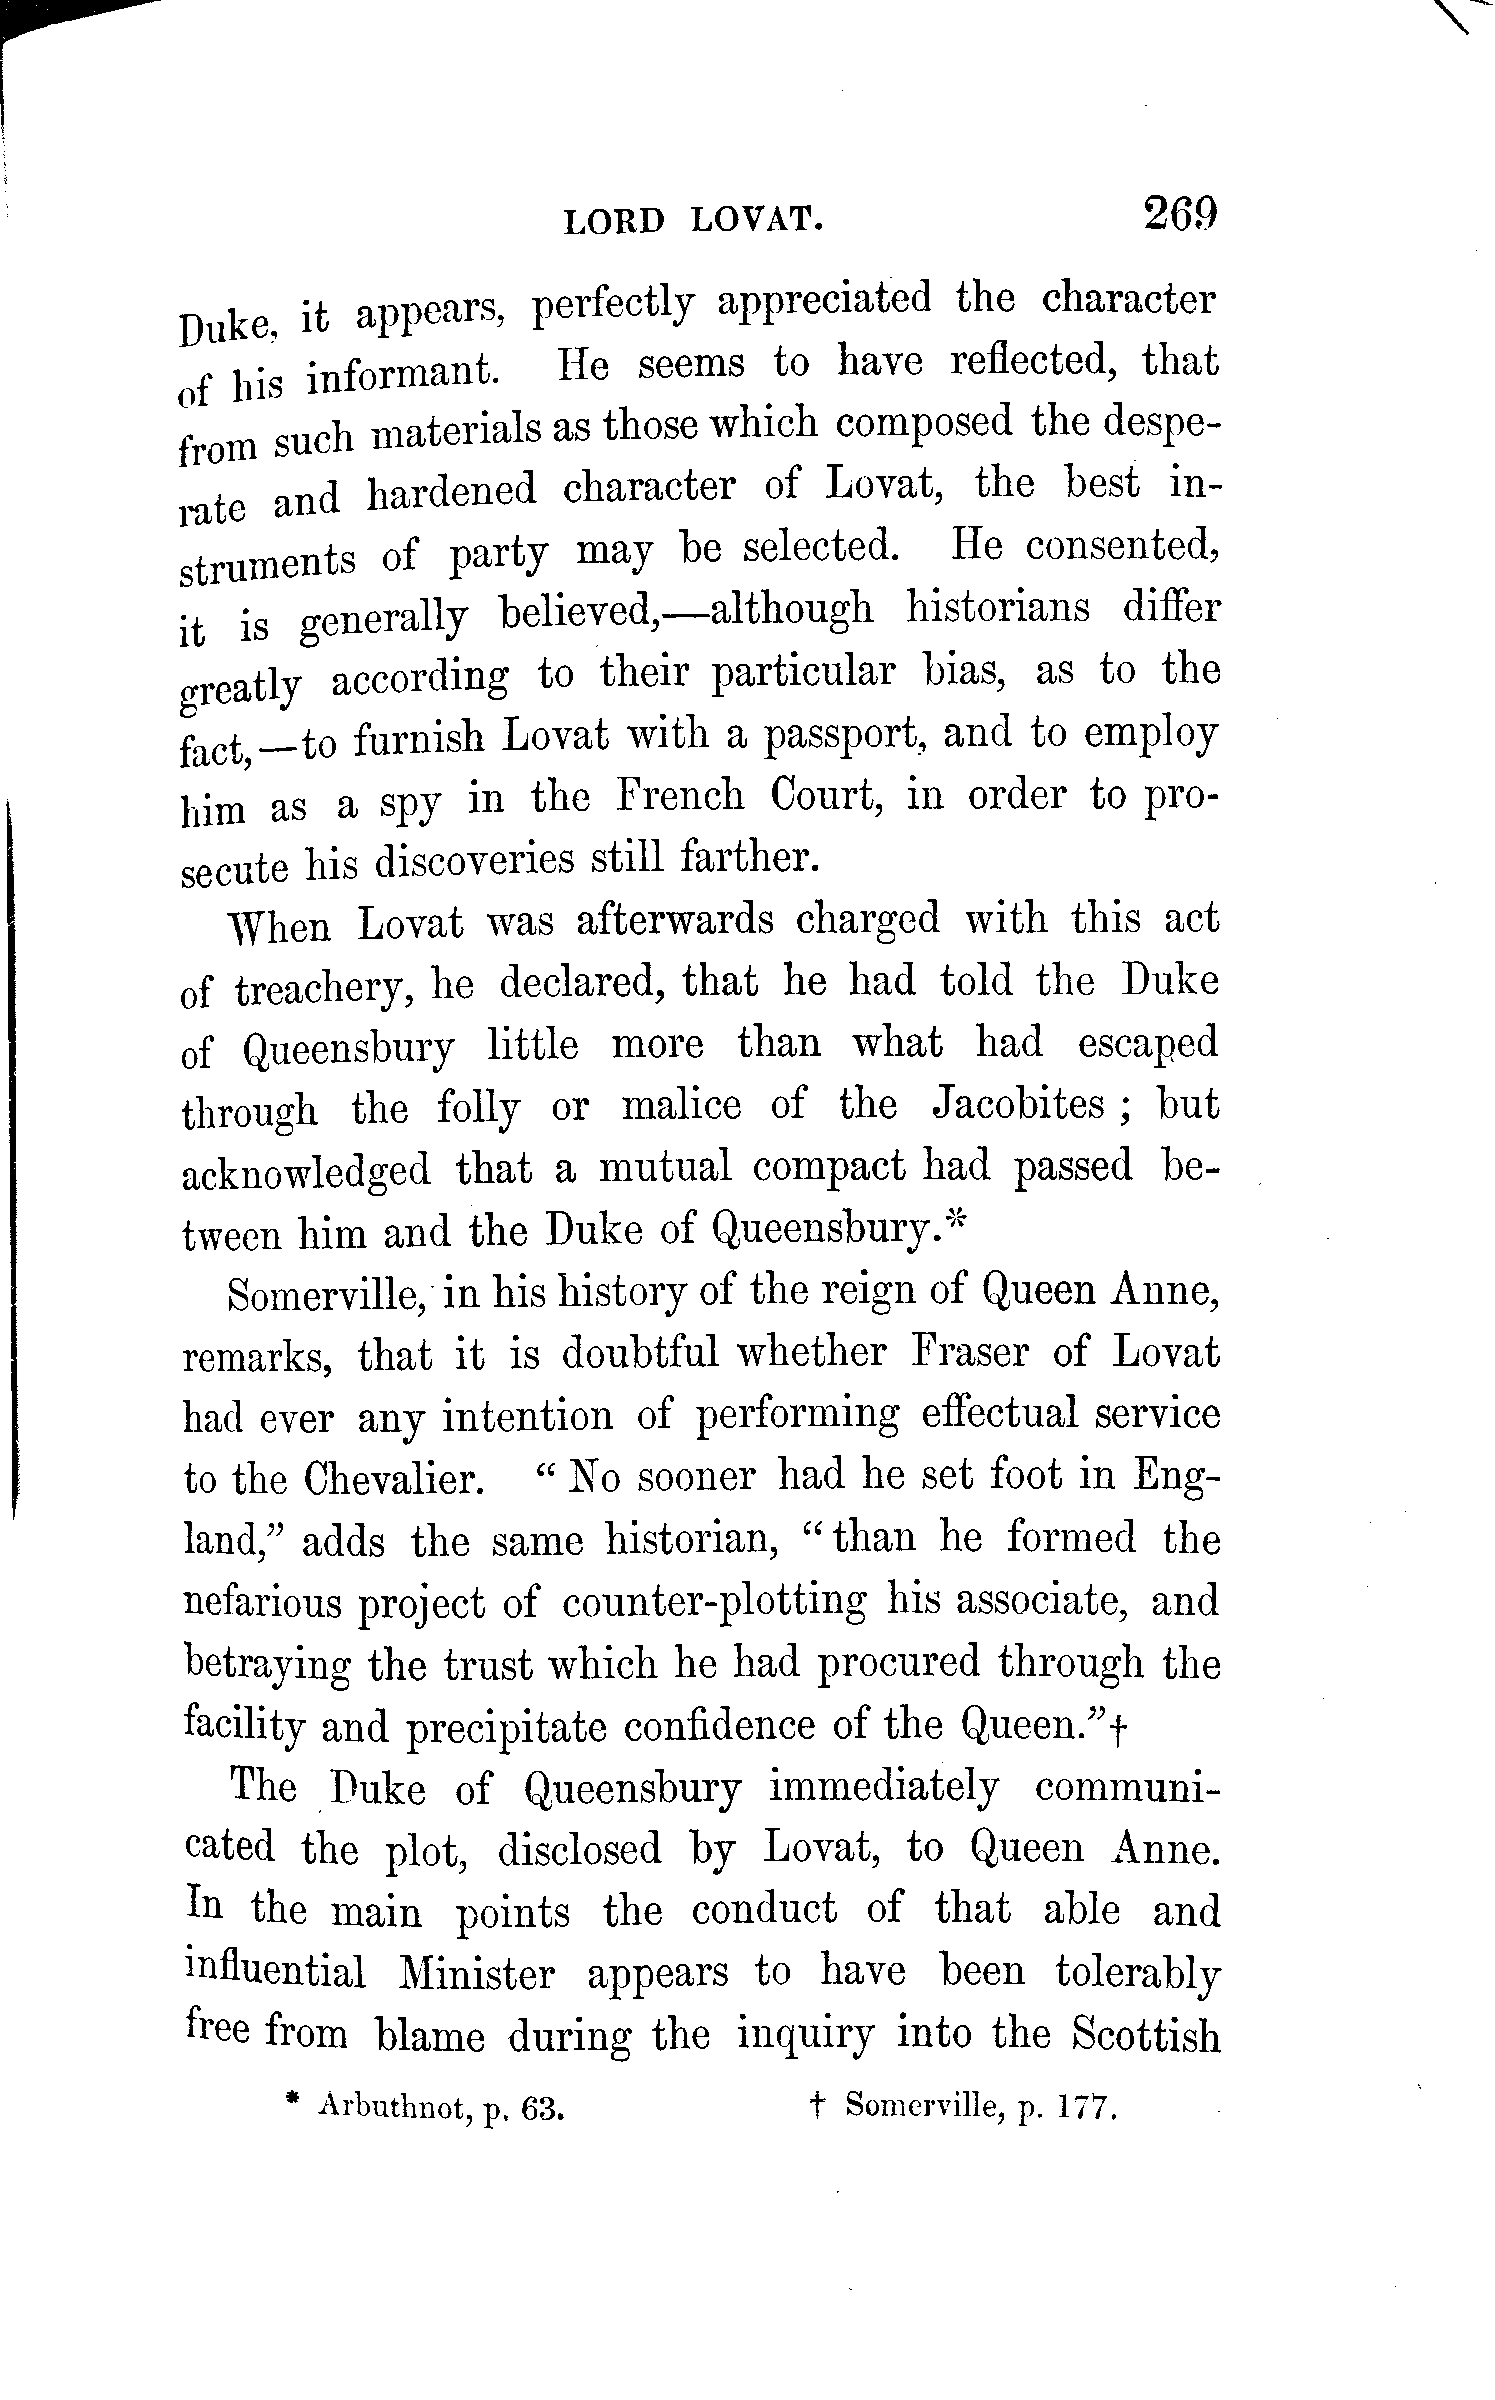 LORD LOVAT. 269
Duke, it appears, perfectly appreciated the character
of his informant. He seems to have reflected, that
from such materials as those which composed the despe-
rate and hardened character of Lovat, the best in-
struments of party may be selected. He consented,
it is generally believed,—although historians differ
greatly according to their particular bias, as to the
fact,—to furnish Lovat with a passport, and to employ
him as a spy in the French Court, in order to pro-
secute his discoveries still farther.
When Lovat was afterwards charged with this act
of treachery, he declared, that he had told the Duke
of Queensbury little more than what had escaped
through the folly or malice of the Jacobites ; but
acknowledged that a mutual compact had passed be-
tween him and the Duke of Queensbury.*
Somerville, in his history of the reign of Queen Anne,
remarks, that it is doubtful whether Fraser of Lovat
had ever any intention of performing effectual service
to the Chevalier. “ No sooner had he set foot in Eng-
land,” adds the same historian, “ than he formed the
nefarious project of counter-plotting his associate, and
betraying the trust which he had procured through the
facility and precipitate confidence of the Queen.”†
The Duke of Queensbury immediately communi-
cated the plot, disclosed by Lovat, to Queen Anne.
In the main points the conduct of that able and
influential Minister appears to have been tolerably
free from blame during the inquiry into the Scottish
* Arbuthnot, p. 63. † Somerville, p. 177.